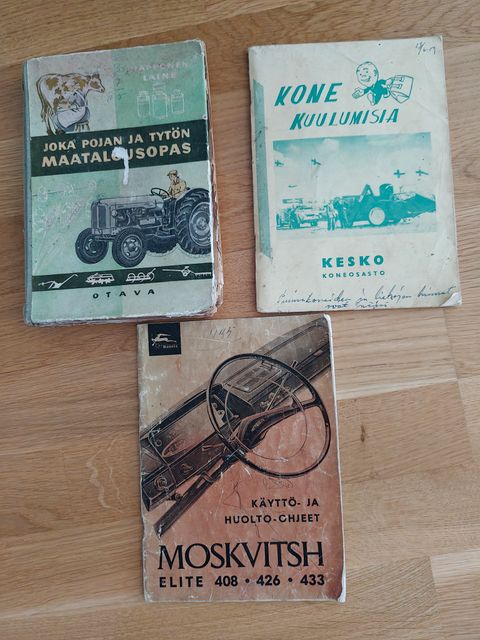 LAINE
JOKA POJAN JA TYTÖN
MAATALOUSOPAS
OTAVA
KONE
KUULUMISIA
KESKO
KONEOSASTO
KÄYTTÖ- JA
HUOLTO-OHJEET
MOSKVITSH
ELITE 408 • 426 • 433